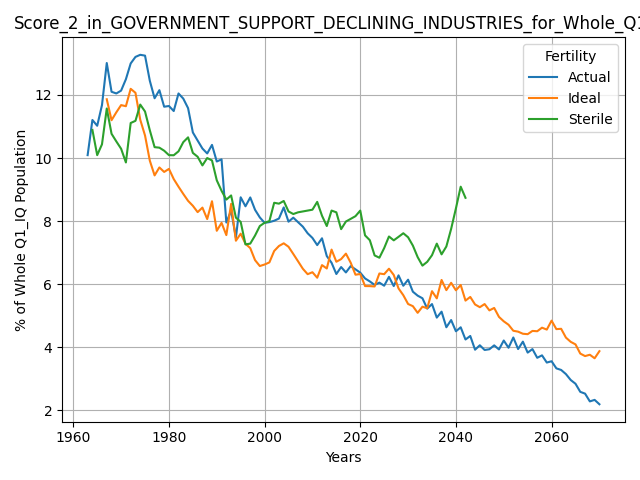 Score_2_in_GOVERNMENT_SUPPORT_DECLINING_INDUSTRIES_for_Whole_Q1
Fertility
Actual
Ideal
Sterile
% of Whole Q1_IQ Population
12
10
8
6
4
2
1960 1980 2000 2020 2040 2060
Years